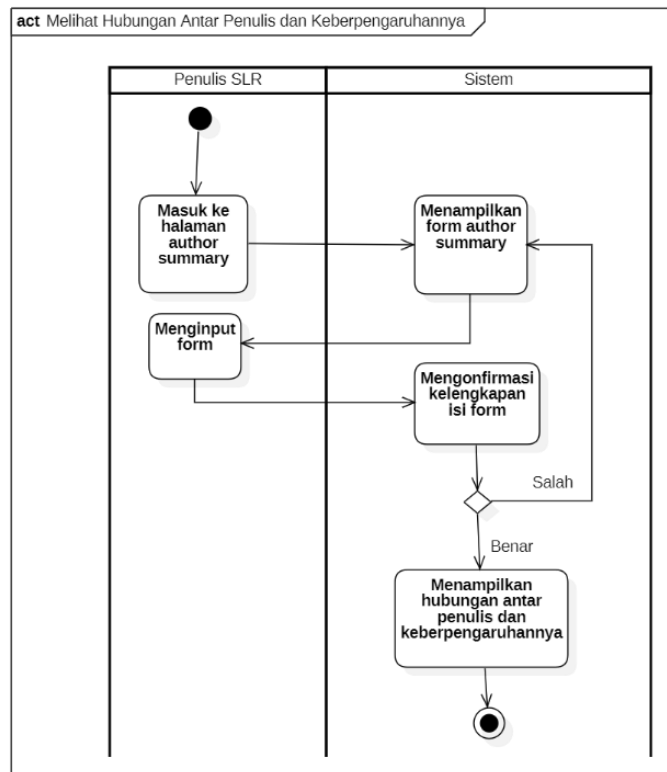 act Melihat Hubungan Antar Penulis dan Keberpengaruhannya
Penulis SLR
Sistem
Masuk ke
halaman
author
summary
Menampilkan
form author
summary
Menginput
form
Mengonfirmasi
kelengkapan
isi form
Salah
Benar
Menampilkan
hubungan antar
penulis dan
keberpengaruhannya